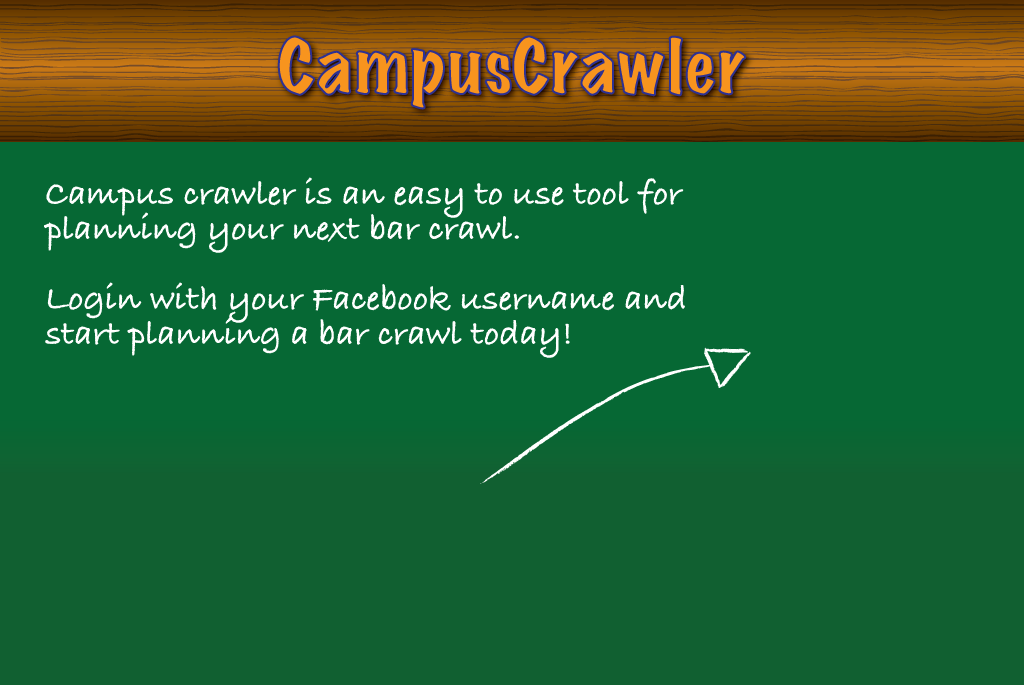 CampusCrawler
Campus crawler is an easy to use tool for
planning your next bar crawl.
Login with your Facebook username and
start planning a bar crawl today!